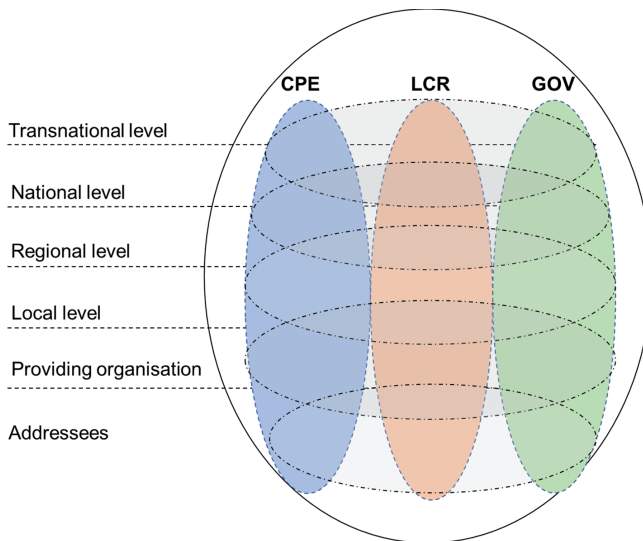 CPE LCR GOV
Transnational level
National level
Regional level
Local level
Providing organisation
Addressees